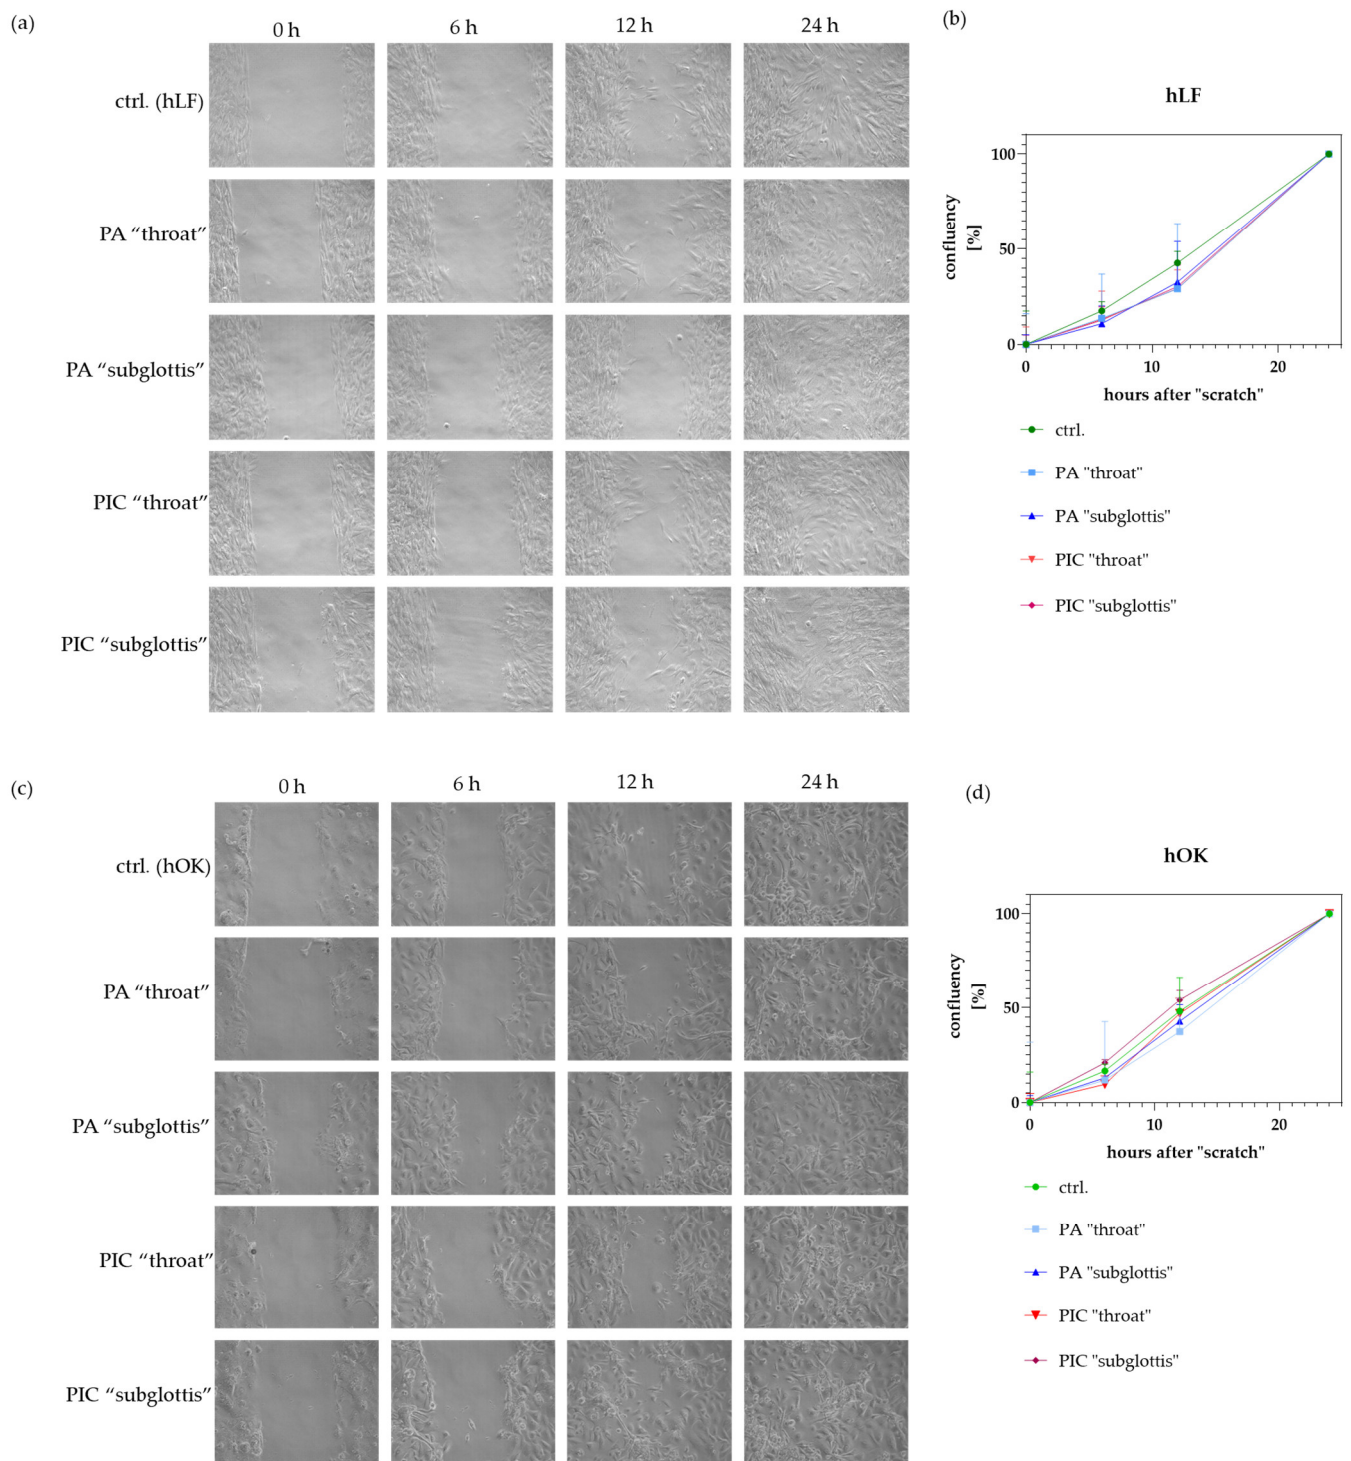 (a)
0 h 6 h 12 h 24 h
ctrl. (hLF)
PA “throat”
PA “subglottis”
PIC “throat”
PIC “subglottis”
(b)
hLF
100
50
0
confluency
[%]
0 10 20
hours after "scratch"
ctrl.
PA "throat"
PA "subglottis"
PIC "throat"
PIC "subglottis"
(c)
0 h 6 h 12 h 24 h
ctrl. (hOK)
PA “throat”
PA “subglottis”
PIC “throat”
PIC “subglottis”
(d)
hOK
100
50
0
confluency
[%]
0 10 20
hours after "scratch"
ctrl.
PA "throat"
PA "subglottis"
PIC "throat"
PIC "subglottis"